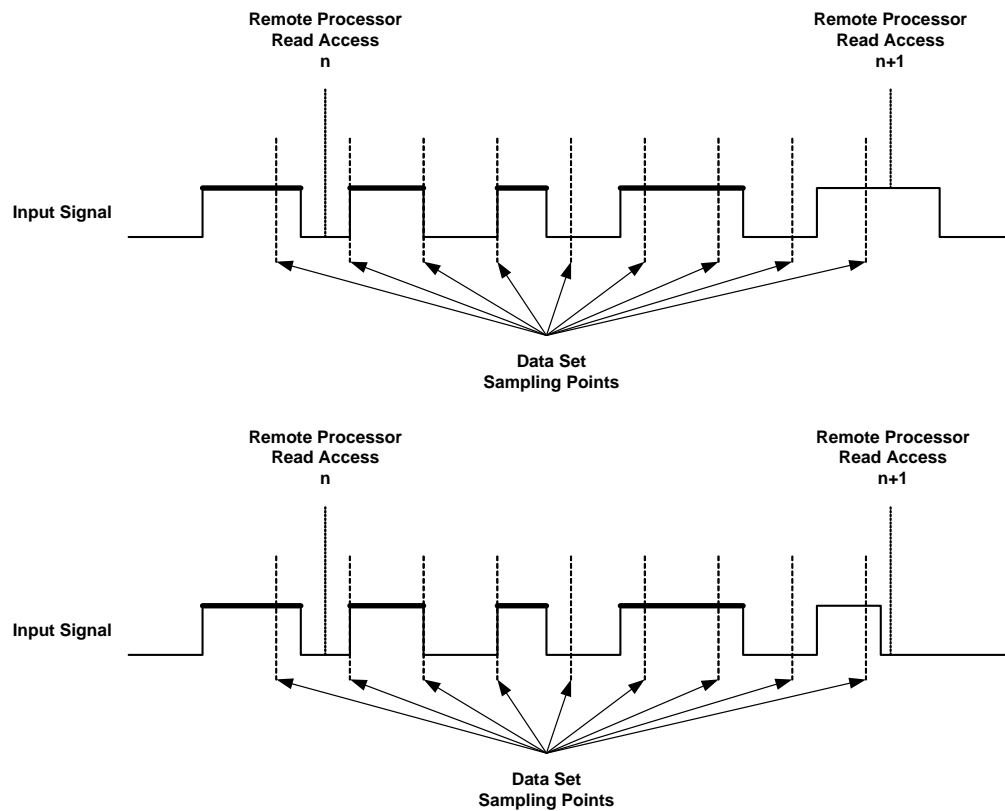 Remote Processor
Read Access
n
Remote Processor
Read Access
n+1
Input Signal
Data Set
Sampling Points
Remote Processor
Read Access
n
Remote Processor
Read Access
n+1
Input Signal
Data Set
Sampling Points